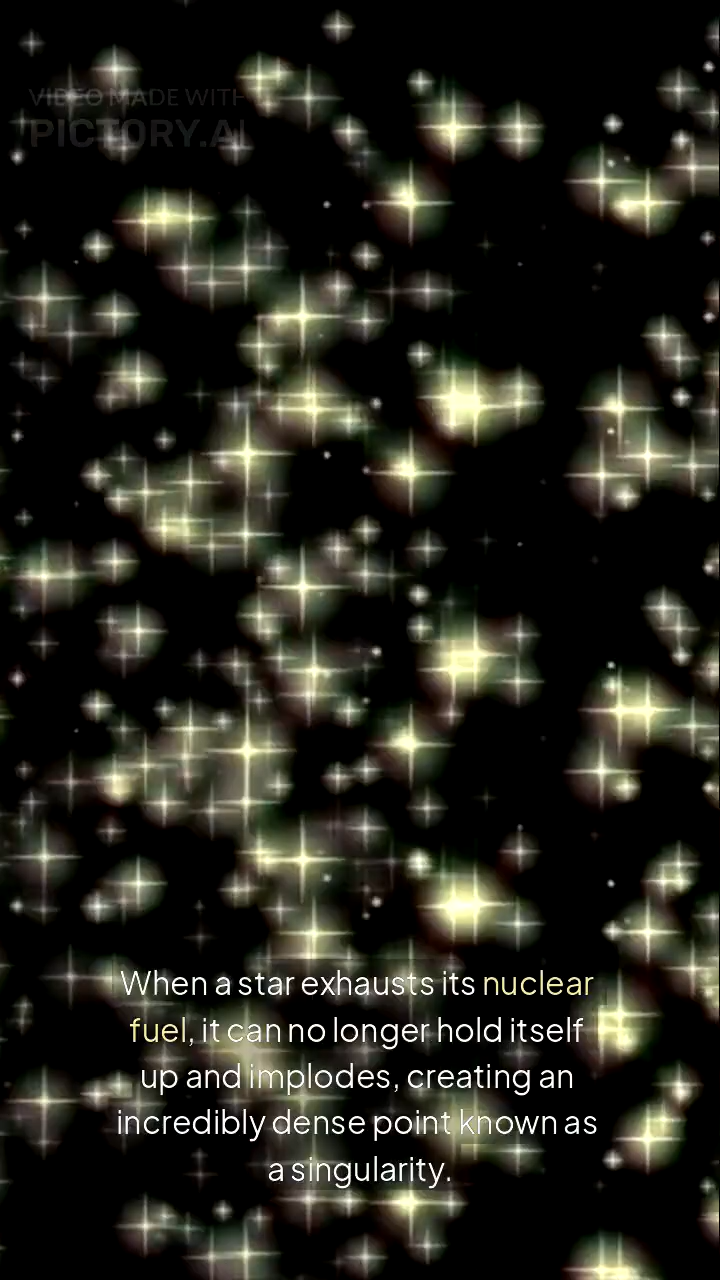 VIDEO MADE WITH
PICTORY.AI
When a star exhausts its nuclear
fuel, it can no longer hold itself
up and implodes, creating an
incredibly dense point known as
a singularity.